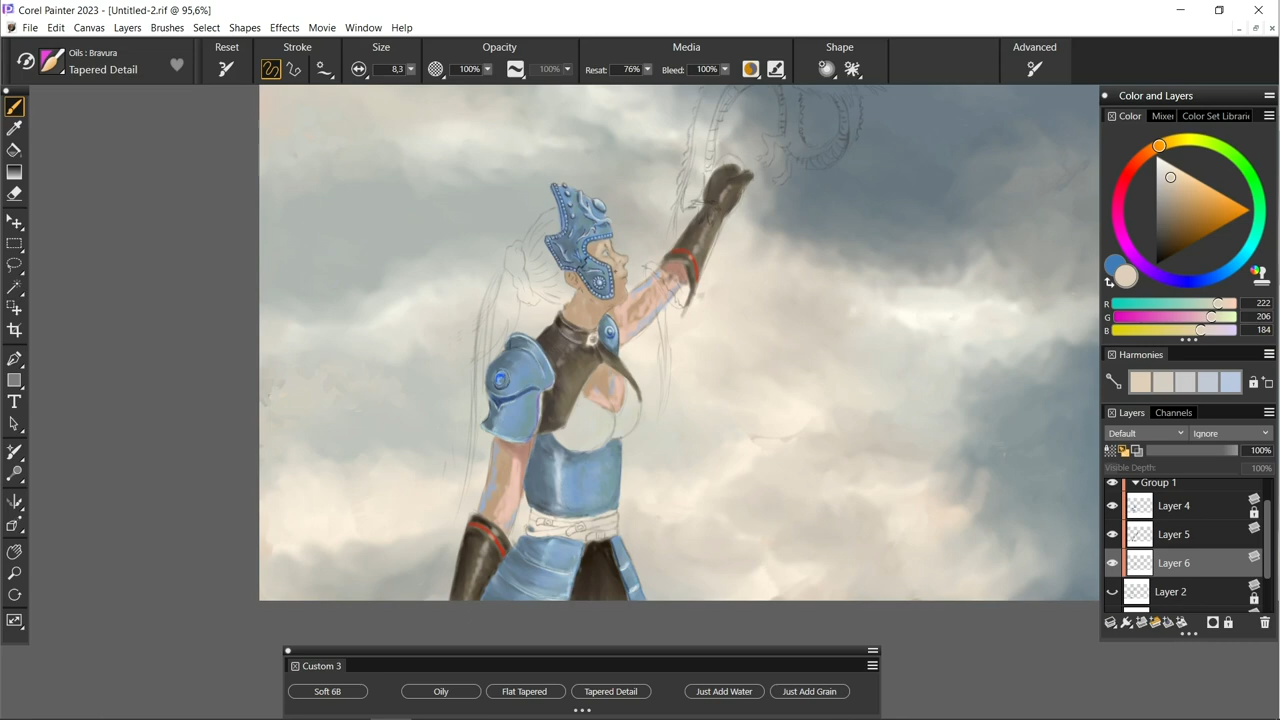 Corel Painter 2023 - [Untitled-2.rif @ 95,6%]
File Edit Canvas Layers Brushes Select Shapes Effects Movie Window Help
Oils : Bravura
Tapered Detail
Reset
Stroke
Size
8,3
Opacity
100%
100%
Media
Resat: 76% Bleed: 100%
Shape
Advanced
Color and Layers
Color Mixer Color Set Librari
R 222
G 206
B 184
Harmonies
Layers Channels
Default Ignore
100%
Visible Depth: 100%
Group 1
Layer 4
Layer 5
Layer 6
Layer 2
Custom 3
Soft 6B Oily Flat Tapered Tapered Detail Just Add Water Just Add Grain